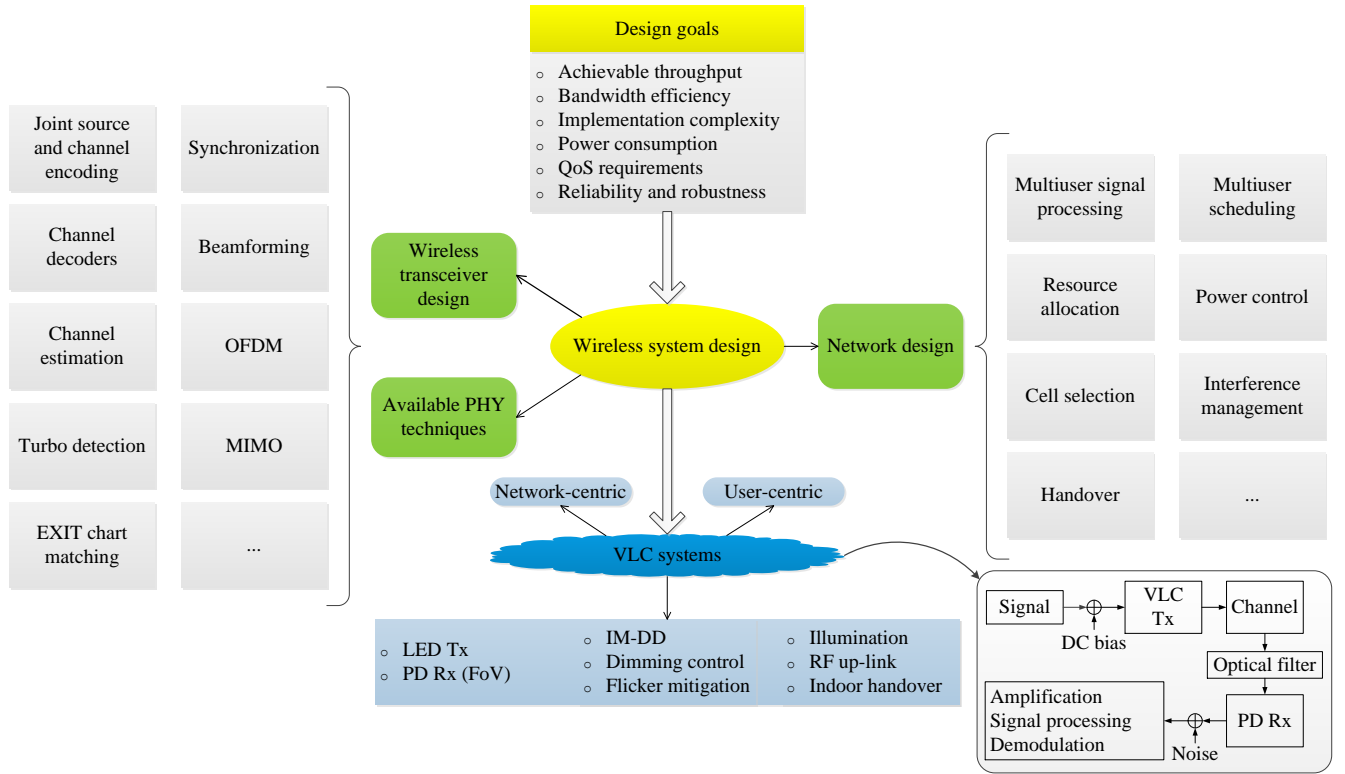 Design goals
Achievable throughput
Bandwidth efficiency
Implementation complexity
Power consumption
QoS requirements
Reliability and robustness
Joint source
and channel
encoding
Synchronization
Channel
decoders
Beamforming
Channel
estimation
OFDM
Turbo detection
MIMO
EXIT chart
matching
...
Wireless
transceiver
design
Available PHY
techniques
Wireless system design
Network design
Multiuser signal
processing
Multiuser
scheduling
Resource
allocation
Power control
Cell selection
Interference
management
Handover
...
Network-centric
User-centric
VLC systems
LED Tx
PD Rx (FoV)
IM-DD
Dimming control
Flicker mitigation
Illumination
RF up-link
Indoor handover
Signal
DC bias
VLC
Tx
Channel
Optical filter
PD Rx
Noise
Amplification
Signal processing
Demodulation